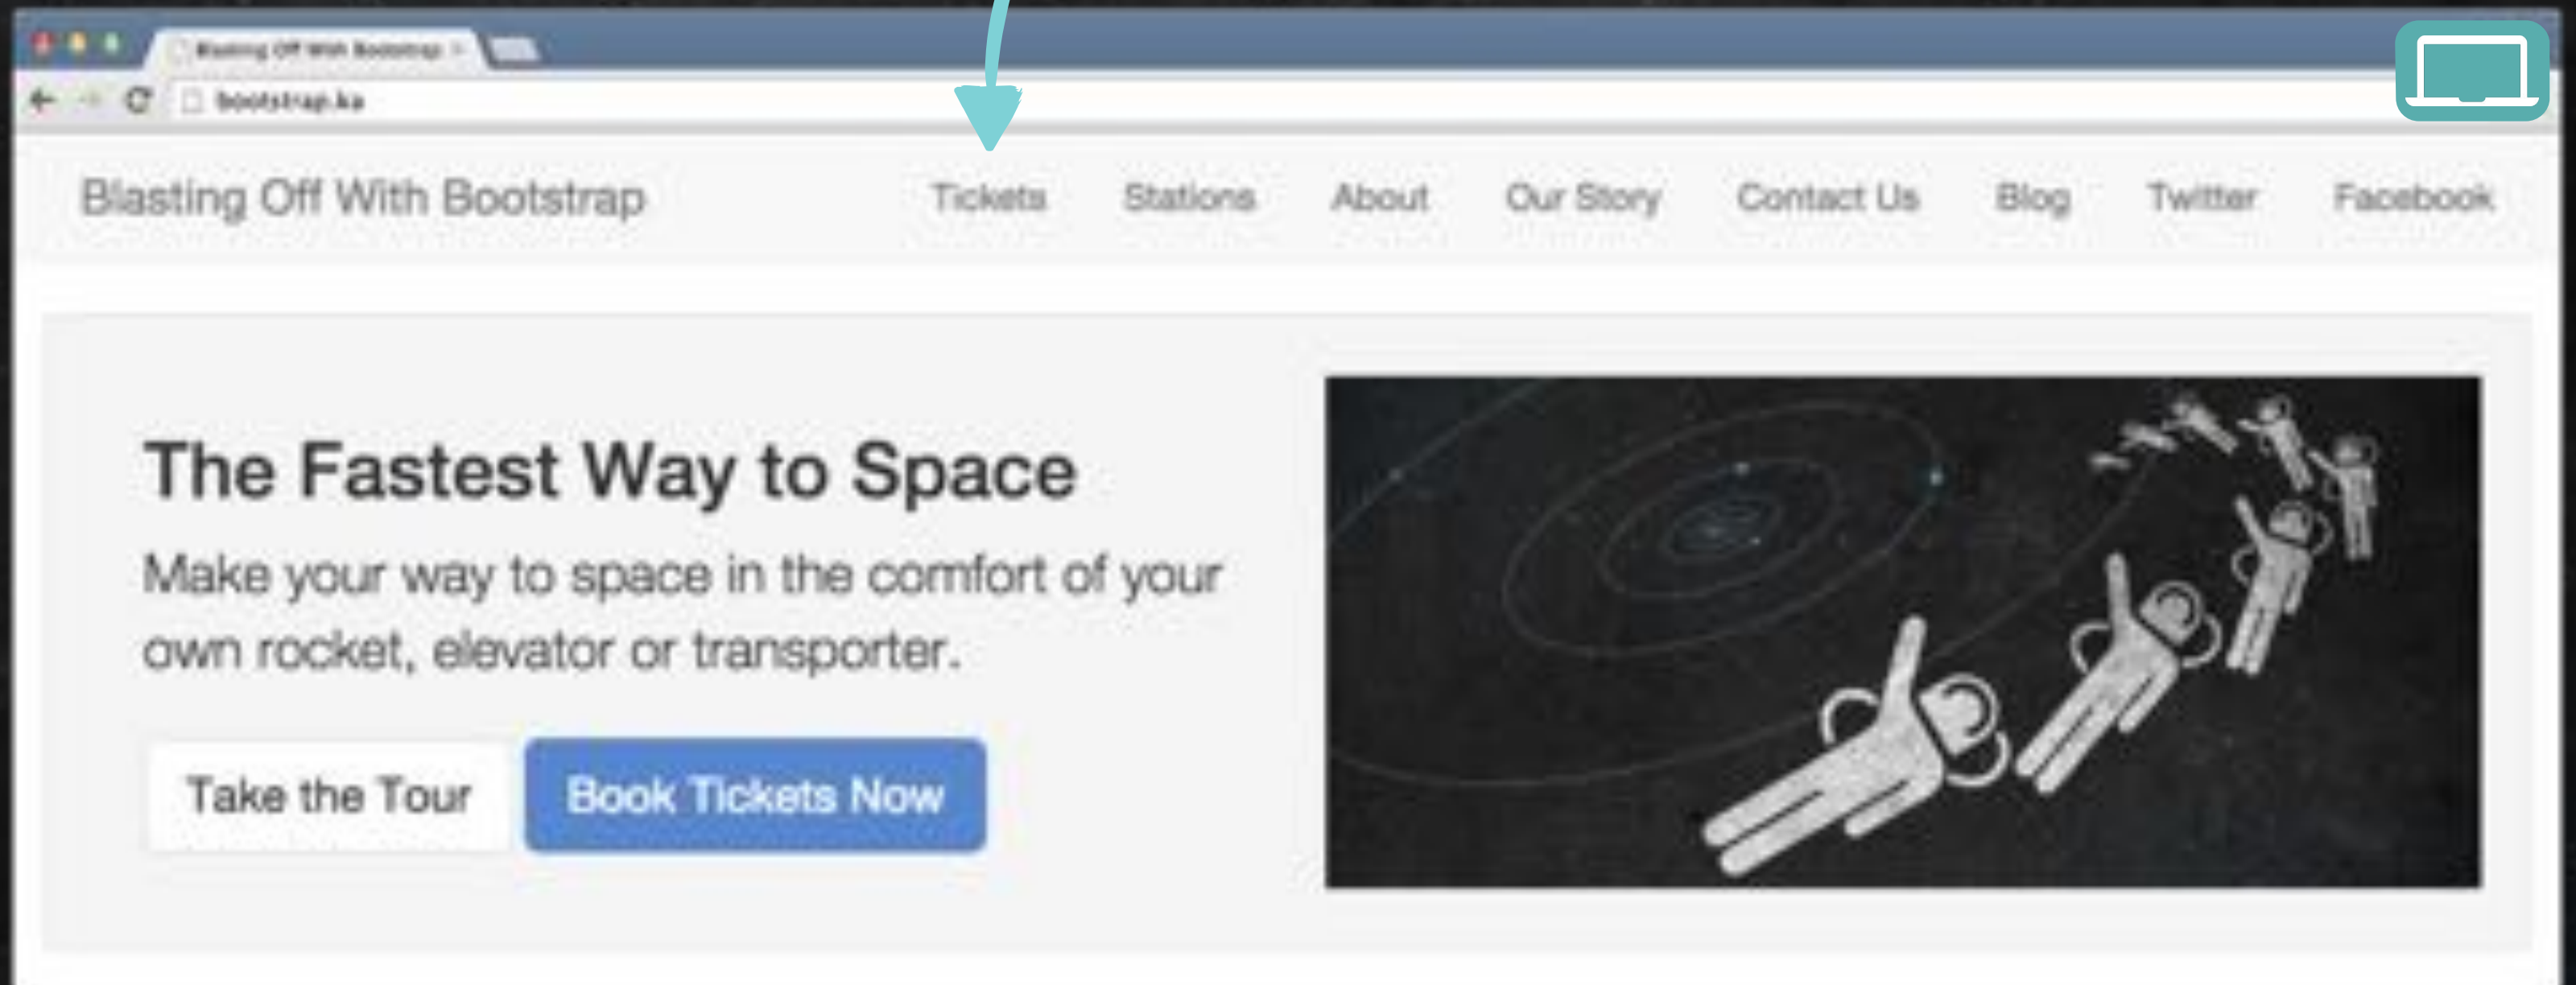 Blasting Off With Bootstrap
bootstrap.ka
Blasting Off With Bootstrap
Tickets
Stations
About
Our Story
Contact Us
Blog
Twitter
Facebook
The Fastest Way to Space
Make your way to space in the comfort of your
own rocket, elevator or transporter.
Take the Tour
Book Tickets Now